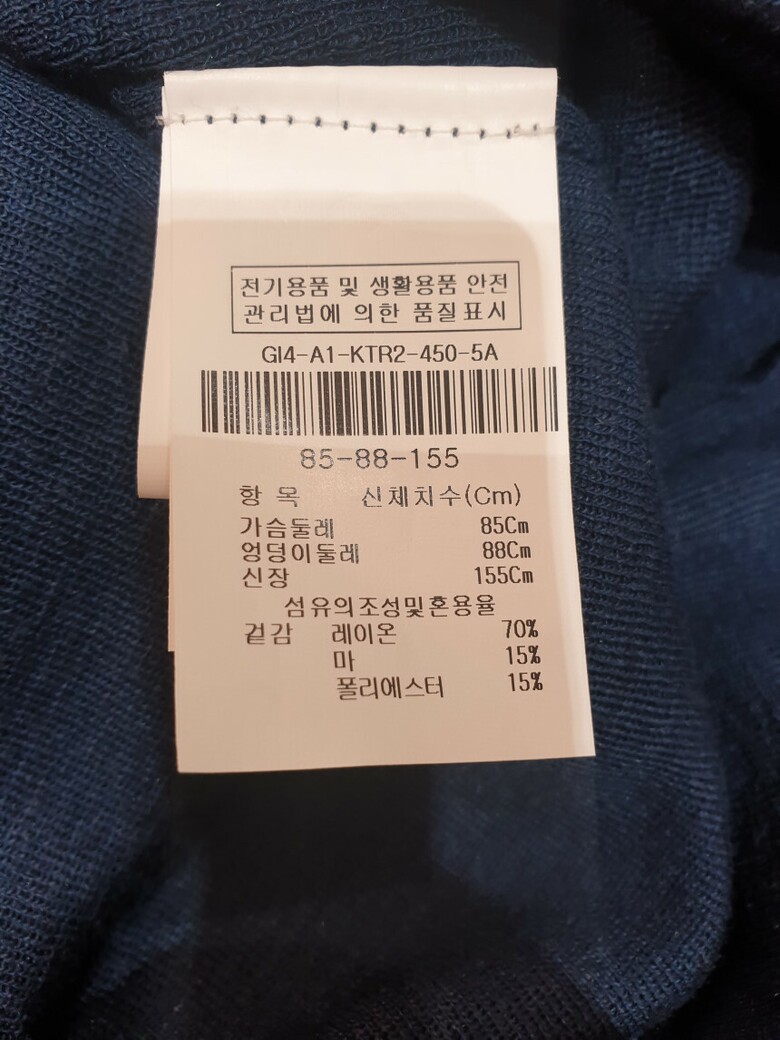 전기용품 및 생활용품 안전
관리법에 의한 품질표시
GI4-A1-KTR2-450-5A
85-88-155
항 목 신체치수(Cm)
가슴둘레 85Cm
엉덩이둘레 88Cm
신장 155Cm
섬유의조성및혼용율
겉감 레이온 70%
마 15%
폴리에스터 15%